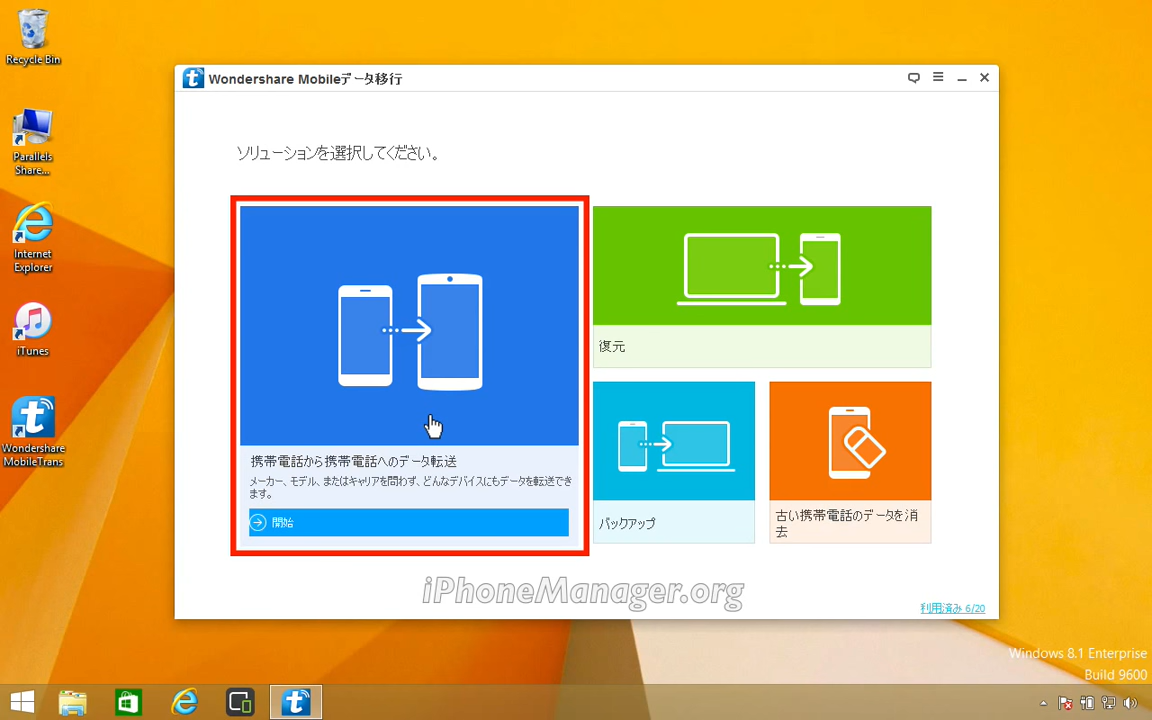 Recycle Bin
Parallels
Share...
Internet
Explorer
iTunes
Wondershare
MobileTrans
Wondershare Mobileデータ移行
ソリューションを選択してください。
携帯電話から携帯電話へのデータ転送
メーカー、モデル、またはキャリアを問わず、どんなデバイスにもデータを転送でき
ます。
開始
復元
バックアップ
古い携帯電話のデータを消
去
iPhoneManager.org
利用済み 6/20
Windows 8.1 Enterprise
Build 9600